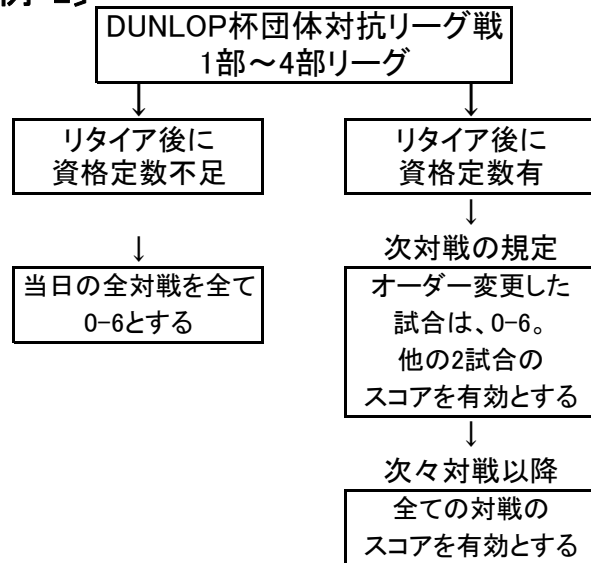 DUNLOP杯団体対抗リーグ戦
1部～4部リーグ
↓
↓
リタイア後に
資格定数不足
↓
当日の全対戦を全て
0-6とする
リタイア後に
資格定数有
↓
次対戦の規定
オーダー変更した
試合は、0-6。
他の2試合の
スコアを有効とする
↓
次々対戦以降
全ての対戦の
スコアを有効とする